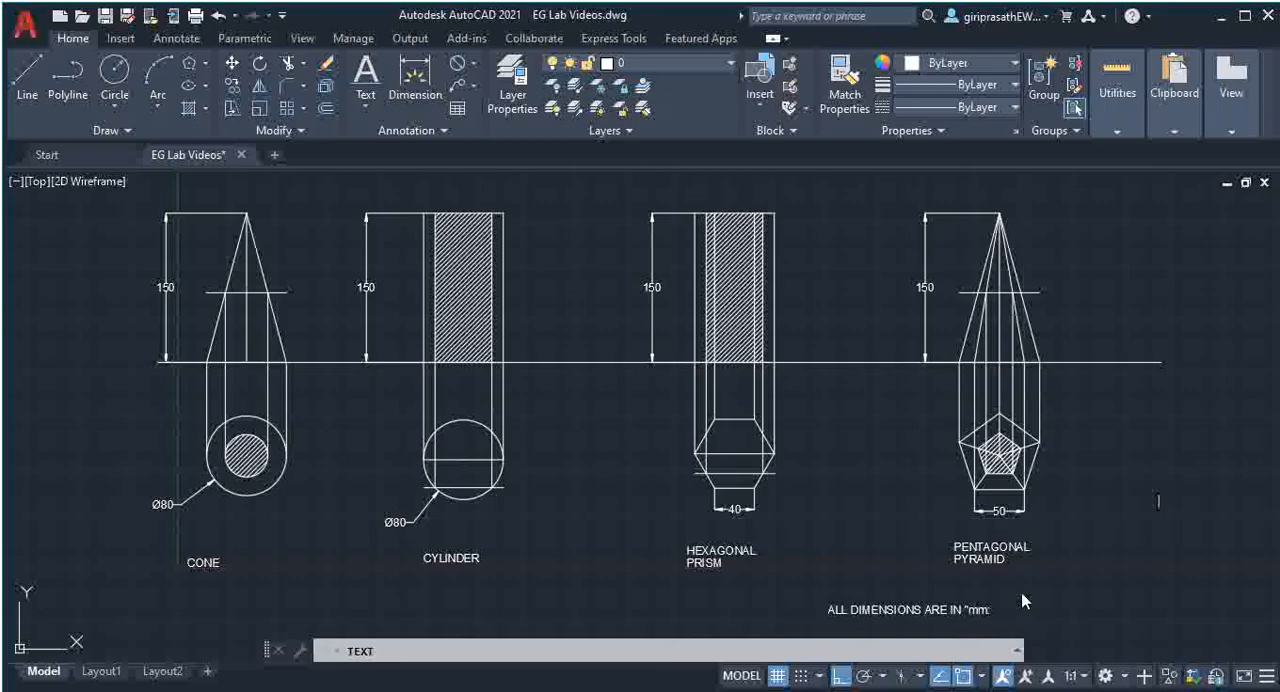 Autodesk AutoCAD 2021 EG Lab Videos.dwg
Type a keyword or phrase
giriprasathEW...
Home Insert Annotate Parametric View Manage Output Add-ins Collaborate Express Tools Featured Apps
0
ByLayer
ByLayer
ByLayer
Line Polyline Circle Arc
Text Dimension
Layer Properties
Insert
Match Properties
Group
Utilities Clipboard View
Draw Modify Annotation Layers Block Properties Groups
Start EG Lab Videos*
[−][Top][2D Wireframe]
150 150 150 150
Ø80 Ø80 40 50
CONE
CYLINDER
HEXAGONAL
PRISM
PENTAGONAL
PYRAMID
ALL DIMENSIONS ARE IN "mm:
Y
X
TEXT
Model Layout1 Layout2 +
MODEL 1:1